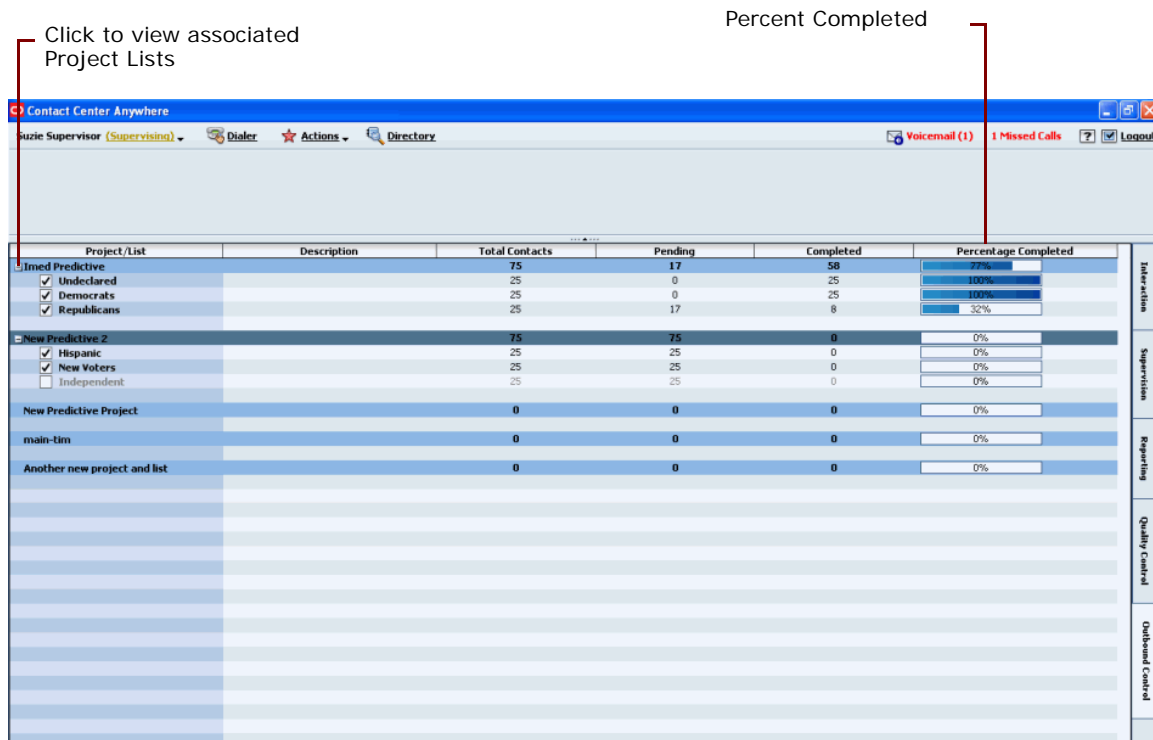 Percent Completed
Click to view associated
Project Lists
Contact Center Anywhere
Suzie Supervisor (Supervising) Dialer Actions Directory Voicemail (1) 1 Missed Calls ? Logout
Project/List Description Total Contacts Pending Completed Percentage Completed
Imed Predictive 75 17 58 77%
Undeclared 25 0 25 100%
Democrats 25 0 25 100%
Republicans 25 17 8 32%
New Predictive 2 75 75 0 0%
Hispanic 25 25 0 0%
New Voters 25 25 0 0%
Independent 25 25 0 0%
New Predictive Project 0 0 0 0%
main-tim 0 0 0 0%
Another new project and list 0 0 0 0%
Interaction
Supervision
Reporting
Quality Control
Outbound Control